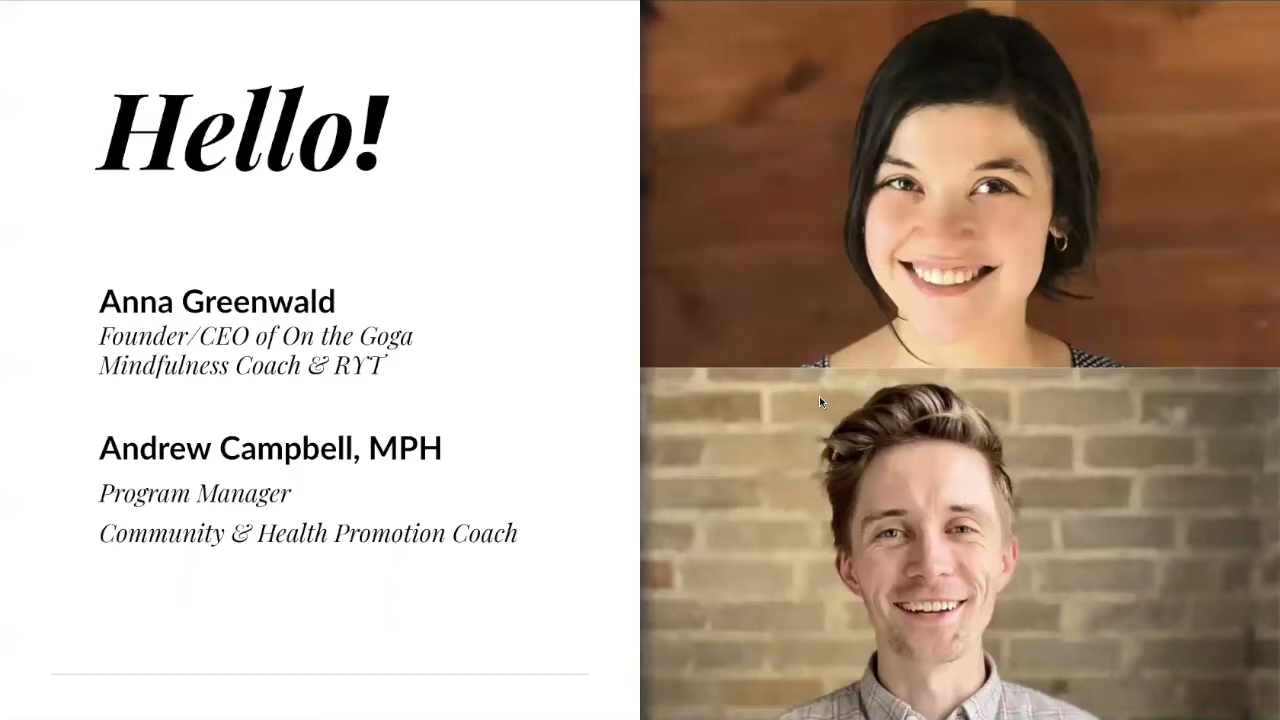 Hello!
Anna Greenwald
Founder/CEO of On the Goga
Mindfulness Coach & RYT
Andrew Campbell, MPH
Program Manager
Community & Health Promotion Coach